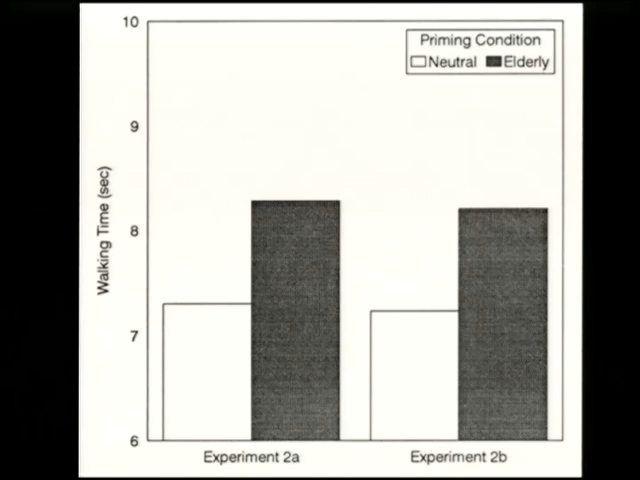 10
Priming Condition
Neutral Elderly
9
8
7
6
Walking Time (sec)
Experiment 2a Experiment 2b